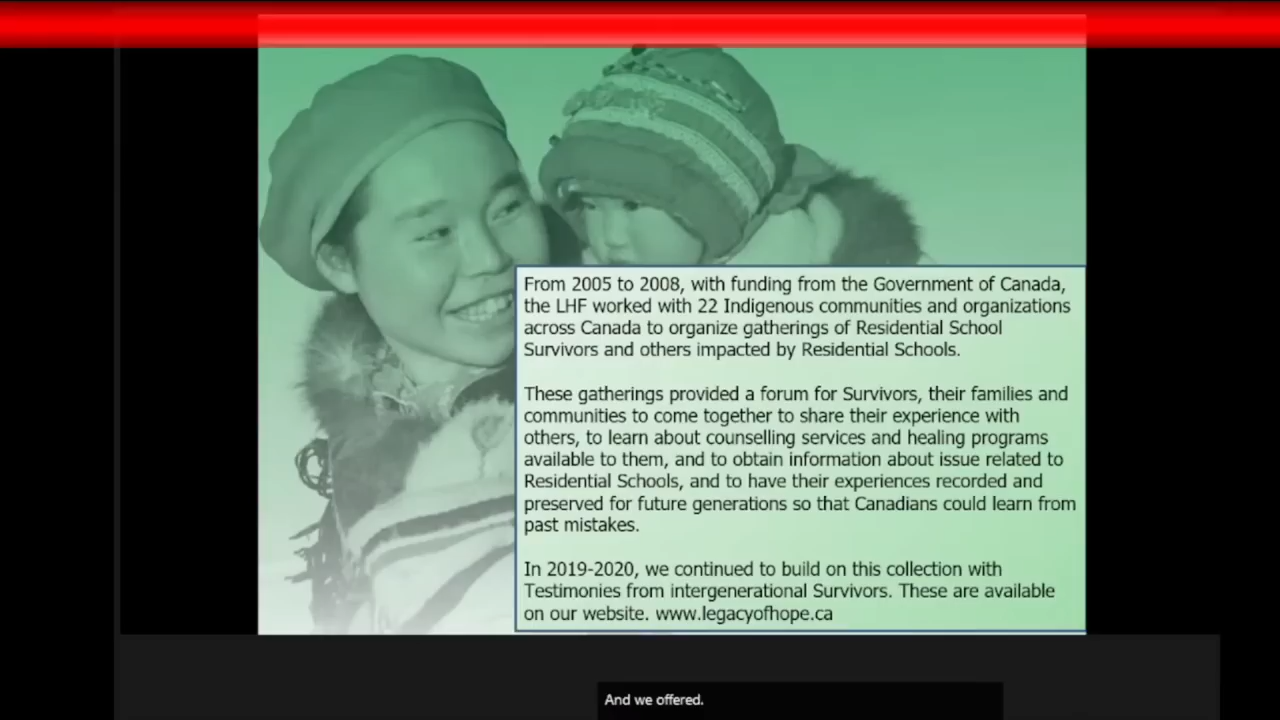 From 2005 to 2008, with funding from the Government of Canada,
the LHF worked with 22 Indigenous communities and organizations
across Canada to organize gatherings of Residential School
Survivors and others impacted by Residential Schools.
These gatherings provided a forum for Survivors, their families and
communities to come together to share their experience with
others, to learn about counselling services and healing programs
available to them, and to obtain information about issue related to
Residential Schools, and to have their experiences recorded and
preserved for future generations so that Canadians could learn from
past mistakes.
In 2019-2020, we continued to build on this collection with
Testimonies from intergenerational Survivors. These are available
on our website. www.legacyofhope.ca
And we offered.